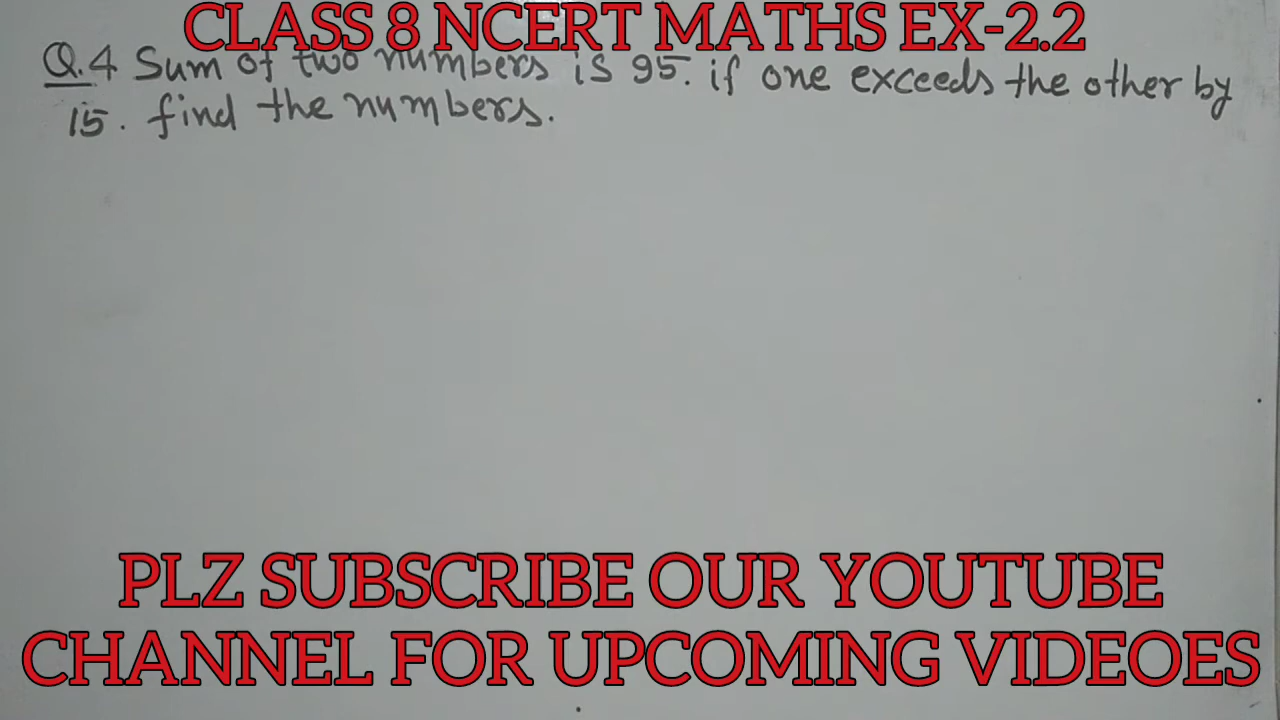 CLASS 8 NCERT MATHS EX-2.2
Q.4 Sum of two numbers is 95. if one exceeds the other by
15. find the numbers.
PLZ SUBSCRIBE OUR YOUTUBE
CHANNEL FOR UPCOMING VIDEOES